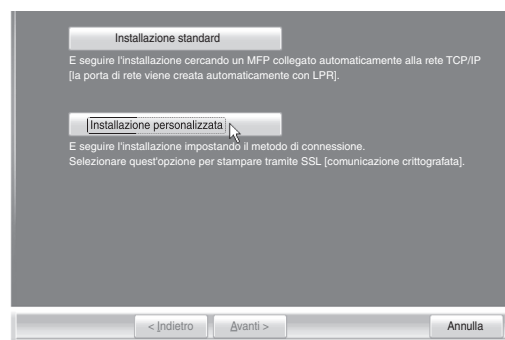 Installazione standard
E seguire l'installazione cercando un MFP collegato automaticamente alla rete TCP/IP
[la porta di rete viene creata automaticamente con LPR].
Installazione personalizzata
E seguire l'installazione impostando il metodo di connessione.
Selezionare quest'opzione per stampare tramite SSL [comunicazione crittografata].
< Indietro Avanti > Annulla